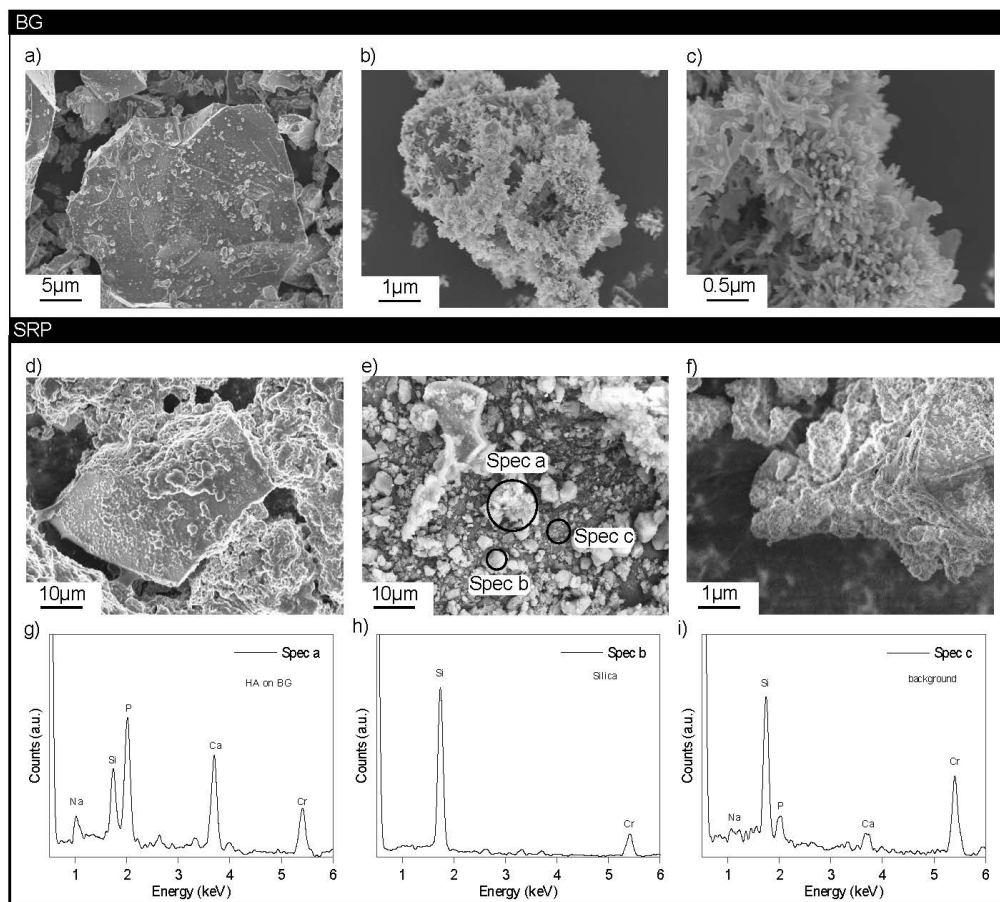 BG
a)
b)
c)
5µm
1µm
0.5µm
SRP
d)
e)
f)
Spec a
Spec c
Spec b
10µm
10µm
1µm
g)
h)
i)
Spec a
HA on BG
Na
Si
P
Ca
Cr
Counts (a.u.)
1 2 3 4 5 6
Energy (keV)
Spec b
Silica
Si
Cr
Counts (a.u.)
1 2 3 4 5 6
Energy (keV)
Spec c
background
Si
Na
P
Ca
Cr
Counts (a.u.)
1 2 3 4 5 6
Energy (keV)